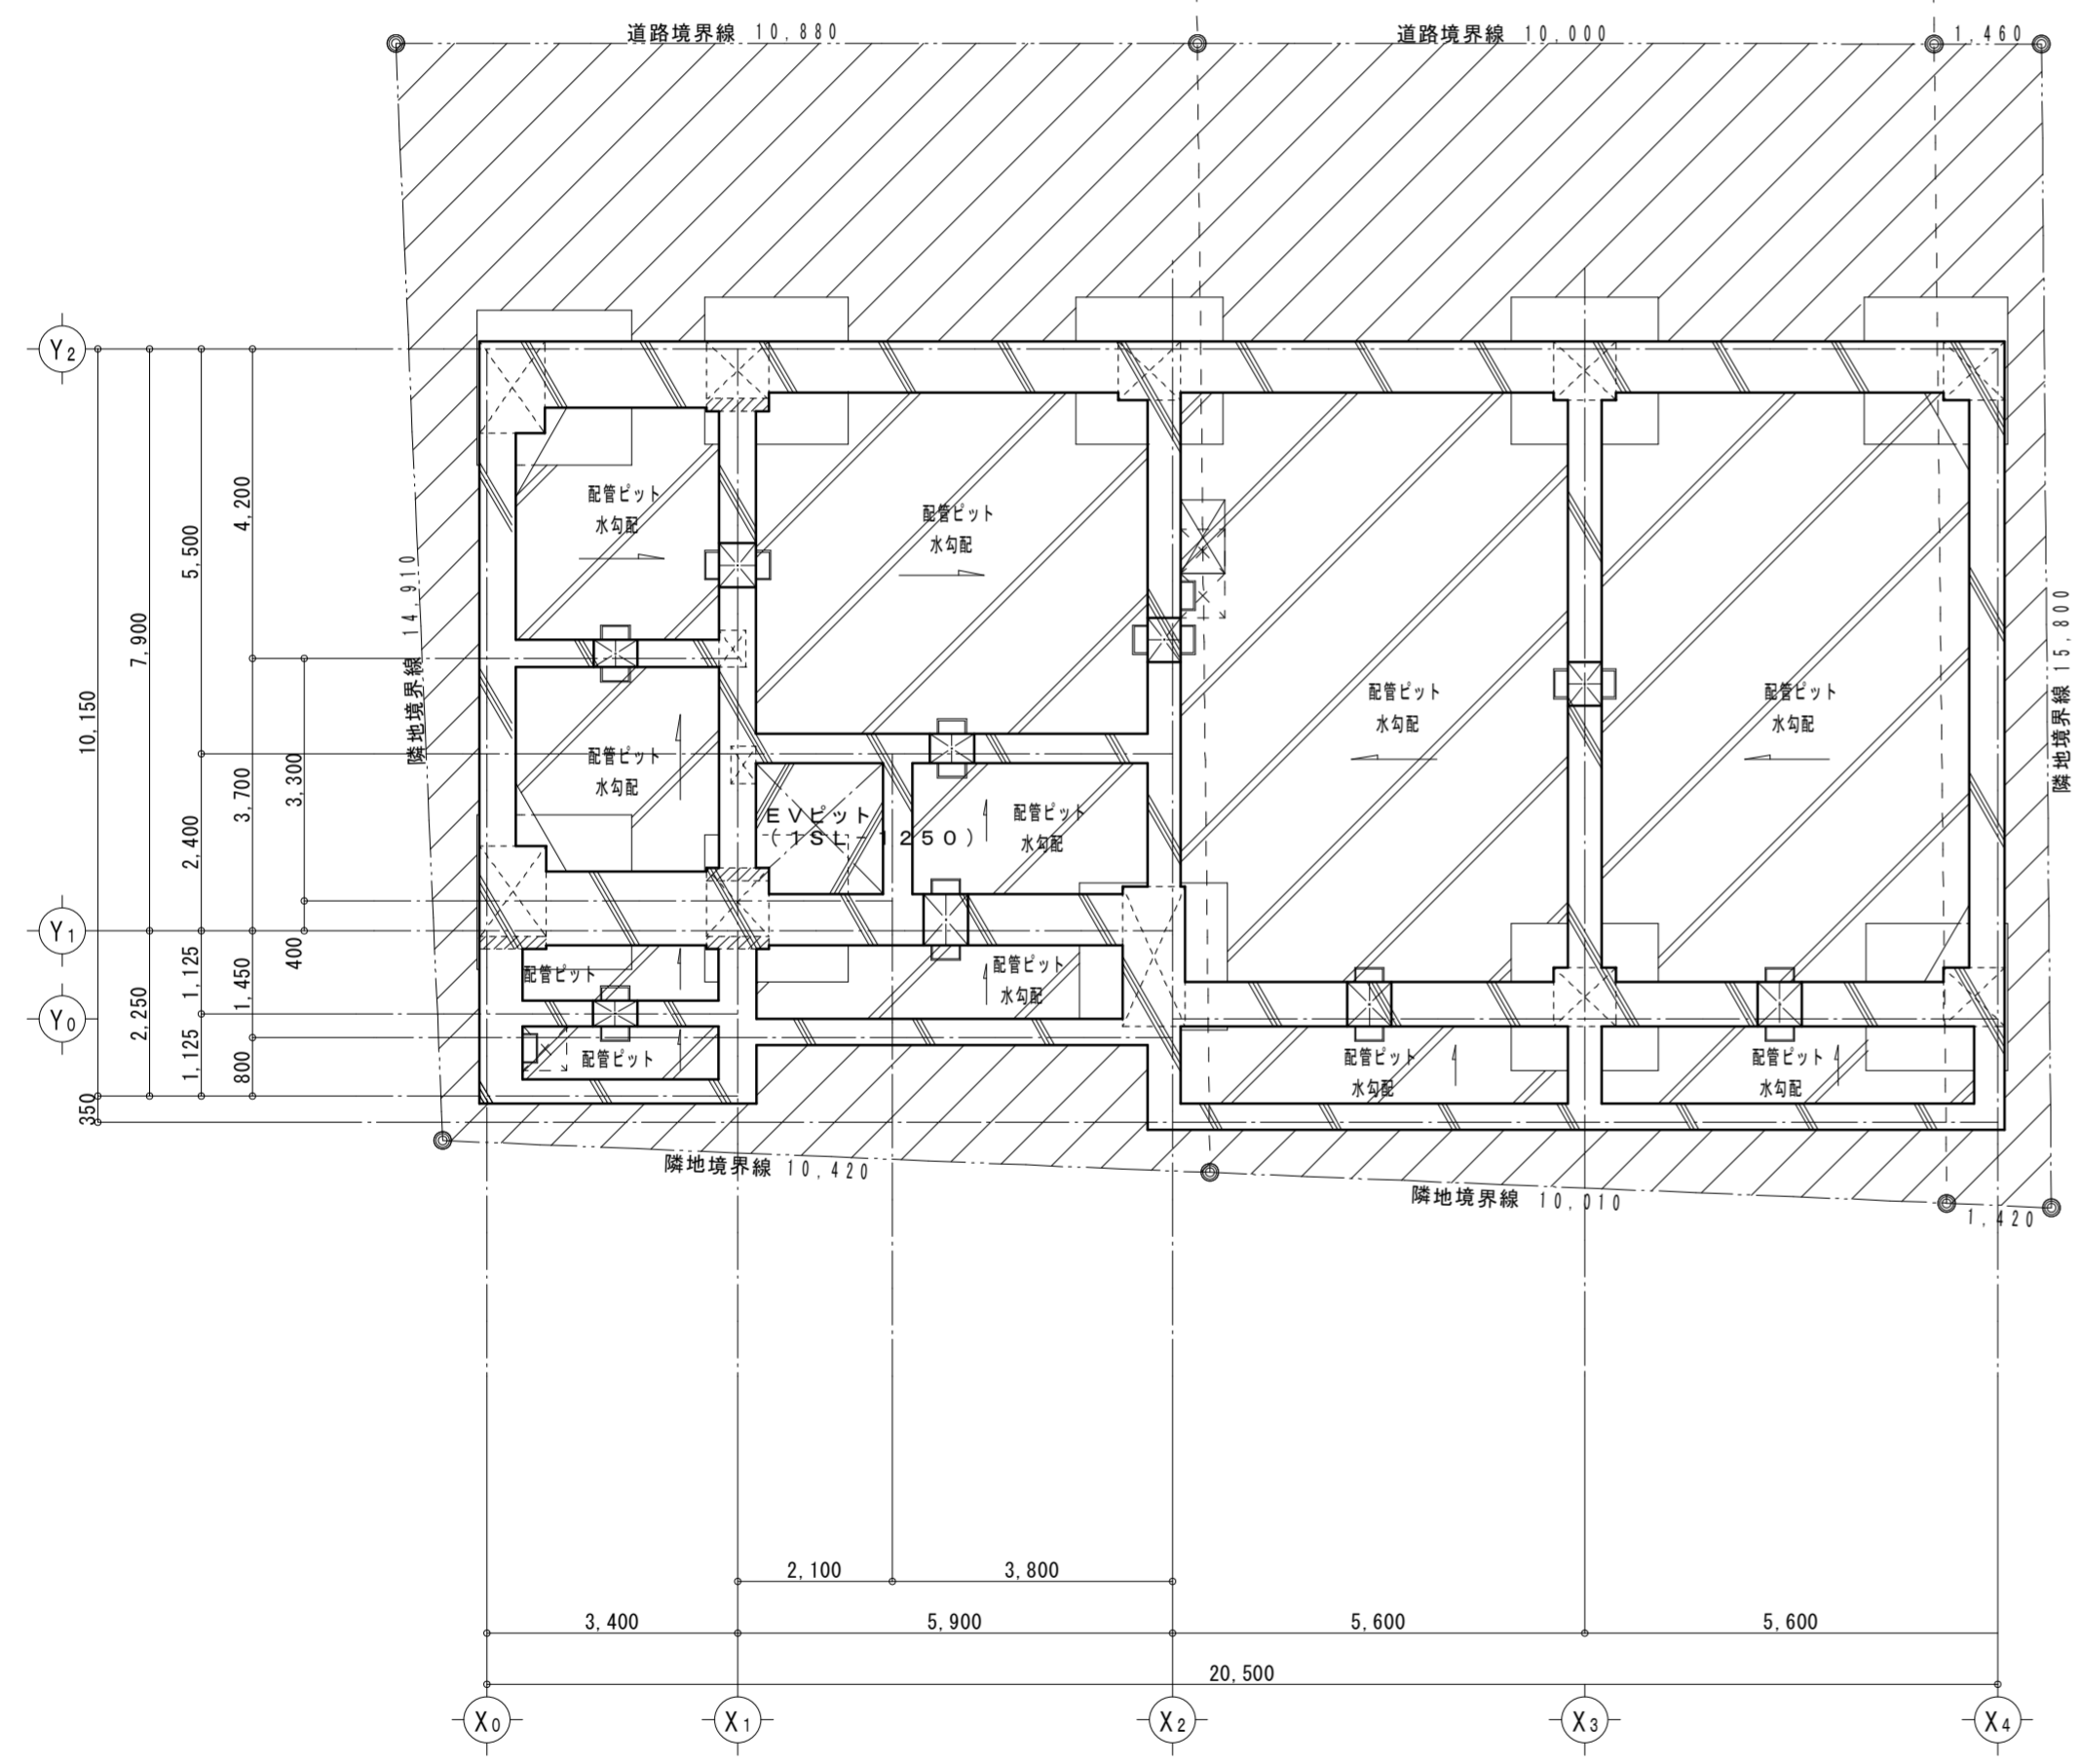 道路境界線 10,880
道路境界線 10,000
1,460
Y2
4,200
5,500
配管ピット
水勾配
配管ピット
水勾配
隣地境界線 14,910
隣地境界線 15,800
7,900
10,150
3,300
3,700
2,400
配管ピット
水勾配
配管ピット
水勾配
配管ピット
水勾配
EVピット
(1SL-1250)
配管ピット
水勾配
Y1
400
1,125
1,450
2,250
配管ピット
配管ピット
水勾配
Y0
1,125
800
350
配管ピット
配管ピット
水勾配
配管ピット
水勾配
隣地境界線 10,420
隣地境界線 10,010
1,420
2,100
3,800
3,400
5,900
5,600
5,600
20,500
X0
X1
X2
X3
X4